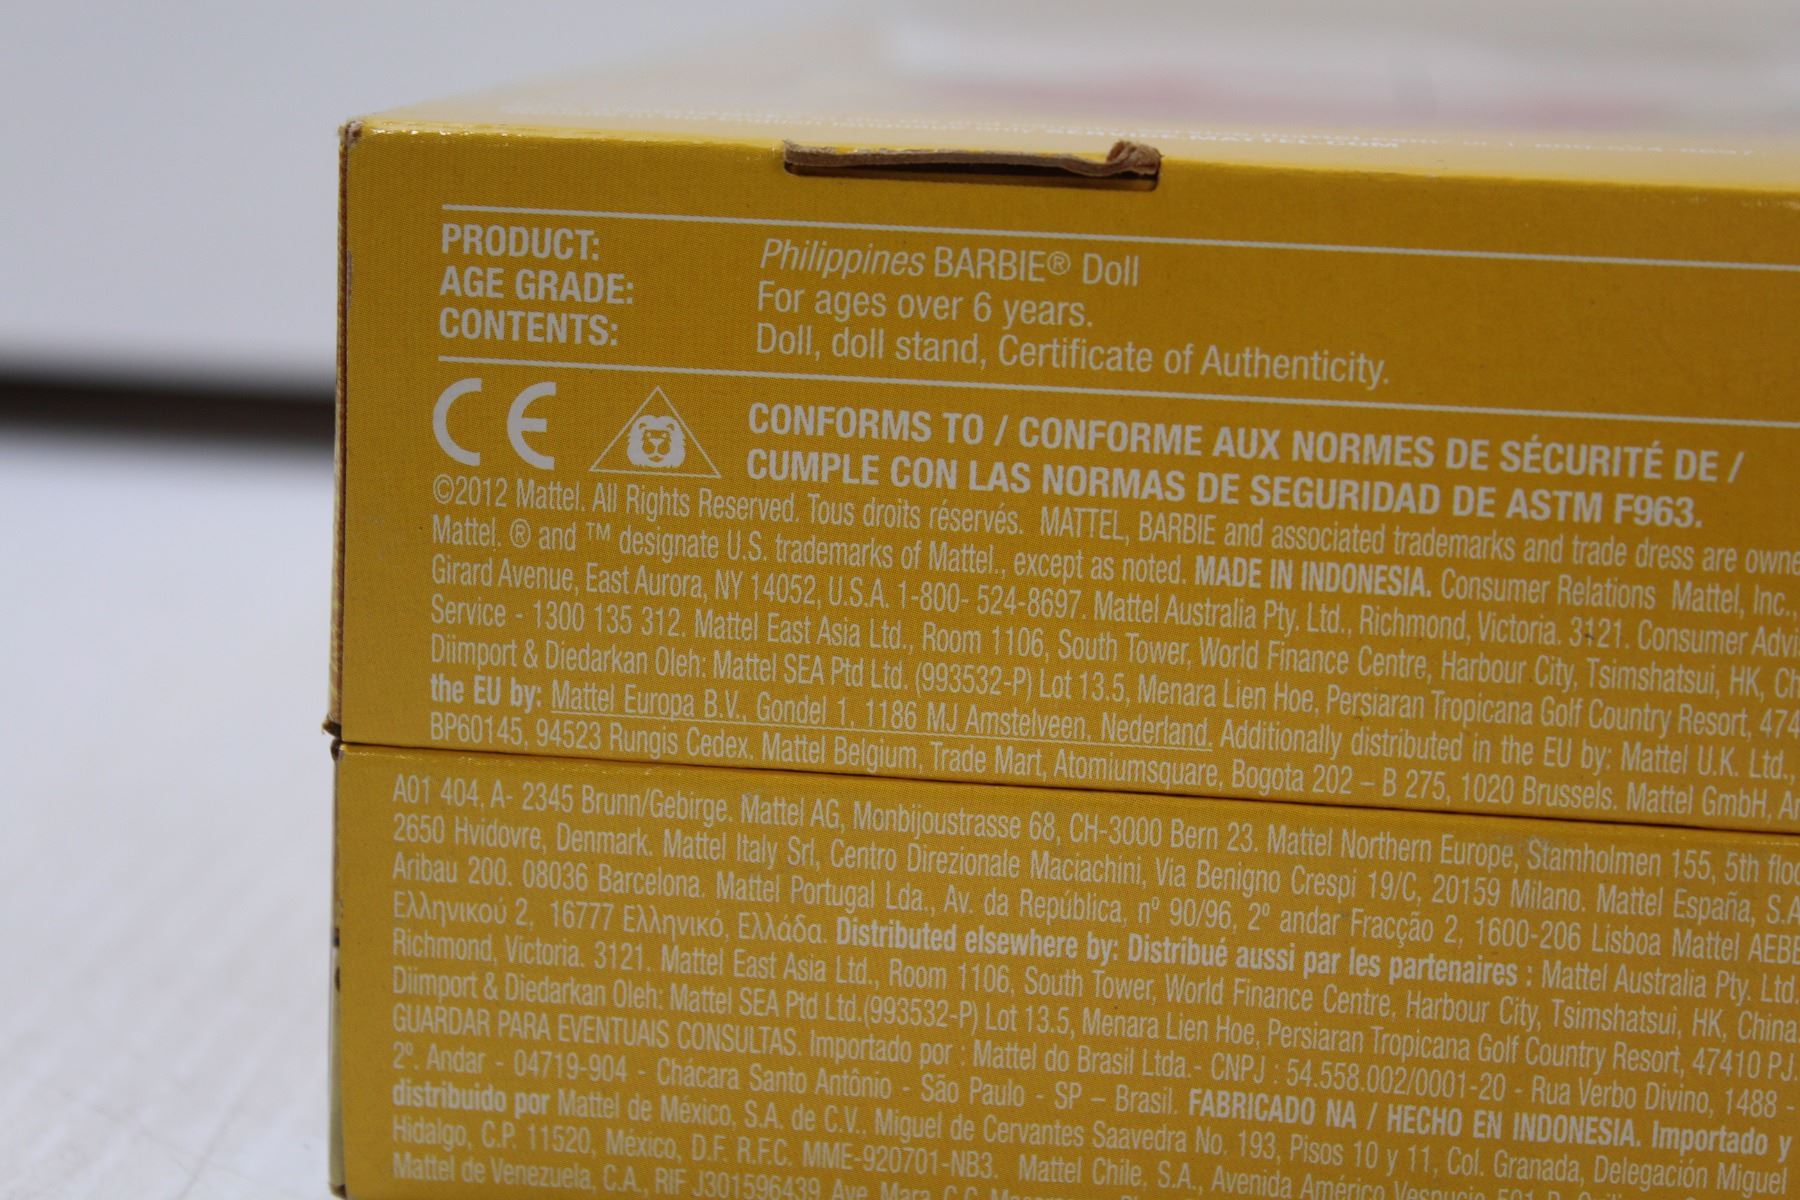 SERVICE.MATTEL.COM
PRODUCT: Philippines BARBIE® Doll
AGE GRADE: For ages over 6 years.
CONTENTS: Doll, doll stand, Certificate of Authenticity.
CE CONFORMS TO / CONFORME AUX NORMES DE SÉCURITÉ DE /
CUMPLE CON LAS NORMAS DE SEGURIDAD DE ASTM F963.
©2012 Mattel. All Rights Reserved. Tous droits réservés. MATTEL, BARBIE and associated trademarks and trade dress are owne
Mattel. ® and ™ designate U.S. trademarks of Mattel., except as noted. MADE IN INDONESIA. Consumer Relations Mattel, Inc.,
Girard Avenue, East Aurora, NY 14052, U.S.A. 1-800- 524-8697. Mattel Australia Pty. Ltd., Richmond, Victoria. 3121. Consumer Advi
Service - 1300 135 312. Mattel East Asia Ltd., Room 1106, South Tower, World Finance Centre, Harbour City, Tsimshatsui, HK, Ch
Diimport & Diedarkan Oleh: Mattel SEA Ptd Ltd. (993532-P) Lot 13.5, Menara Lien Hoe, Persiaran Tropicana Golf Country Resort, 474
the EU by: Mattel Europa B.V., Gondel 1, 1186 MJ Amstelveen, Nederland. Additionally distributed in the EU by: Mattel U.K. Ltd.,
BP60145, 94523 Rungis Cedex. Mattel Belgium, Trade Mart, Atomiumsquare, Bogota 202 – B 275, 1020 Brussels. Mattel GmbH, Ar
A01 404, A- 2345 Brunn/Gebirge. Mattel AG, Monbijoustrasse 68, CH-3000 Bern 23. Mattel Northern Europe, Stamholmen 155, 5th floo
2650 Hvidovre, Denmark. Mattel Italy Srl, Centro Direzionale Maciachini, Via Benigno Crespi 19/C, 20159 Milano. Mattel España, S.A
Aribau 200. 08036 Barcelona. Mattel Portugal Lda., Av. da República, nº 90/96, 2º andar Fracção 2, 1600-206 Lisboa Mattel AEBE
Ελληνικού 2, 16777 Ελληνικό, Ελλάδα. Distributed elsewhere by: Distribué aussi par les partenaires : Mattel Australia Pty. Ltd.
Richmond, Victoria. 3121. Mattel East Asia Ltd., Room 1106, South Tower, World Finance Centre, Harbour City, Tsimshatsui, HK, China.
Diimport & Diedarkan Oleh: Mattel SEA Ptd Ltd.(993532-P) Lot 13.5, Menara Lien Hoe, Persiaran Tropicana Golf Country Resort, 47410 PJ.
GUARDAR PARA EVENTUAIS CONSULTAS. Importado por : Mattel do Brasil Ltda.- CNPJ : 54.558.002/0001-20 - Rua Verbo Divino, 1488 -
2º. Andar - 04719-904 - Chácara Santo Antônio - São Paulo - SP – Brasil. FABRICADO NA / HECHO EN INDONESIA. Importado y
distribuido por Mattel de México, S.A. de C.V.. Miguel de Cervantes Saavedra No. 193, Pisos 10 y 11, Col. Granada, Delegación Miguel
Hidalgo, C.P. 11520, México, D.F. R.F.C. MME-920701-NB3. Mattel Chile, S.A., Avenida Américo Vespucio
Mattel de Venezuela, C.A., RIF J301596439, Ave. Mara, C.C.